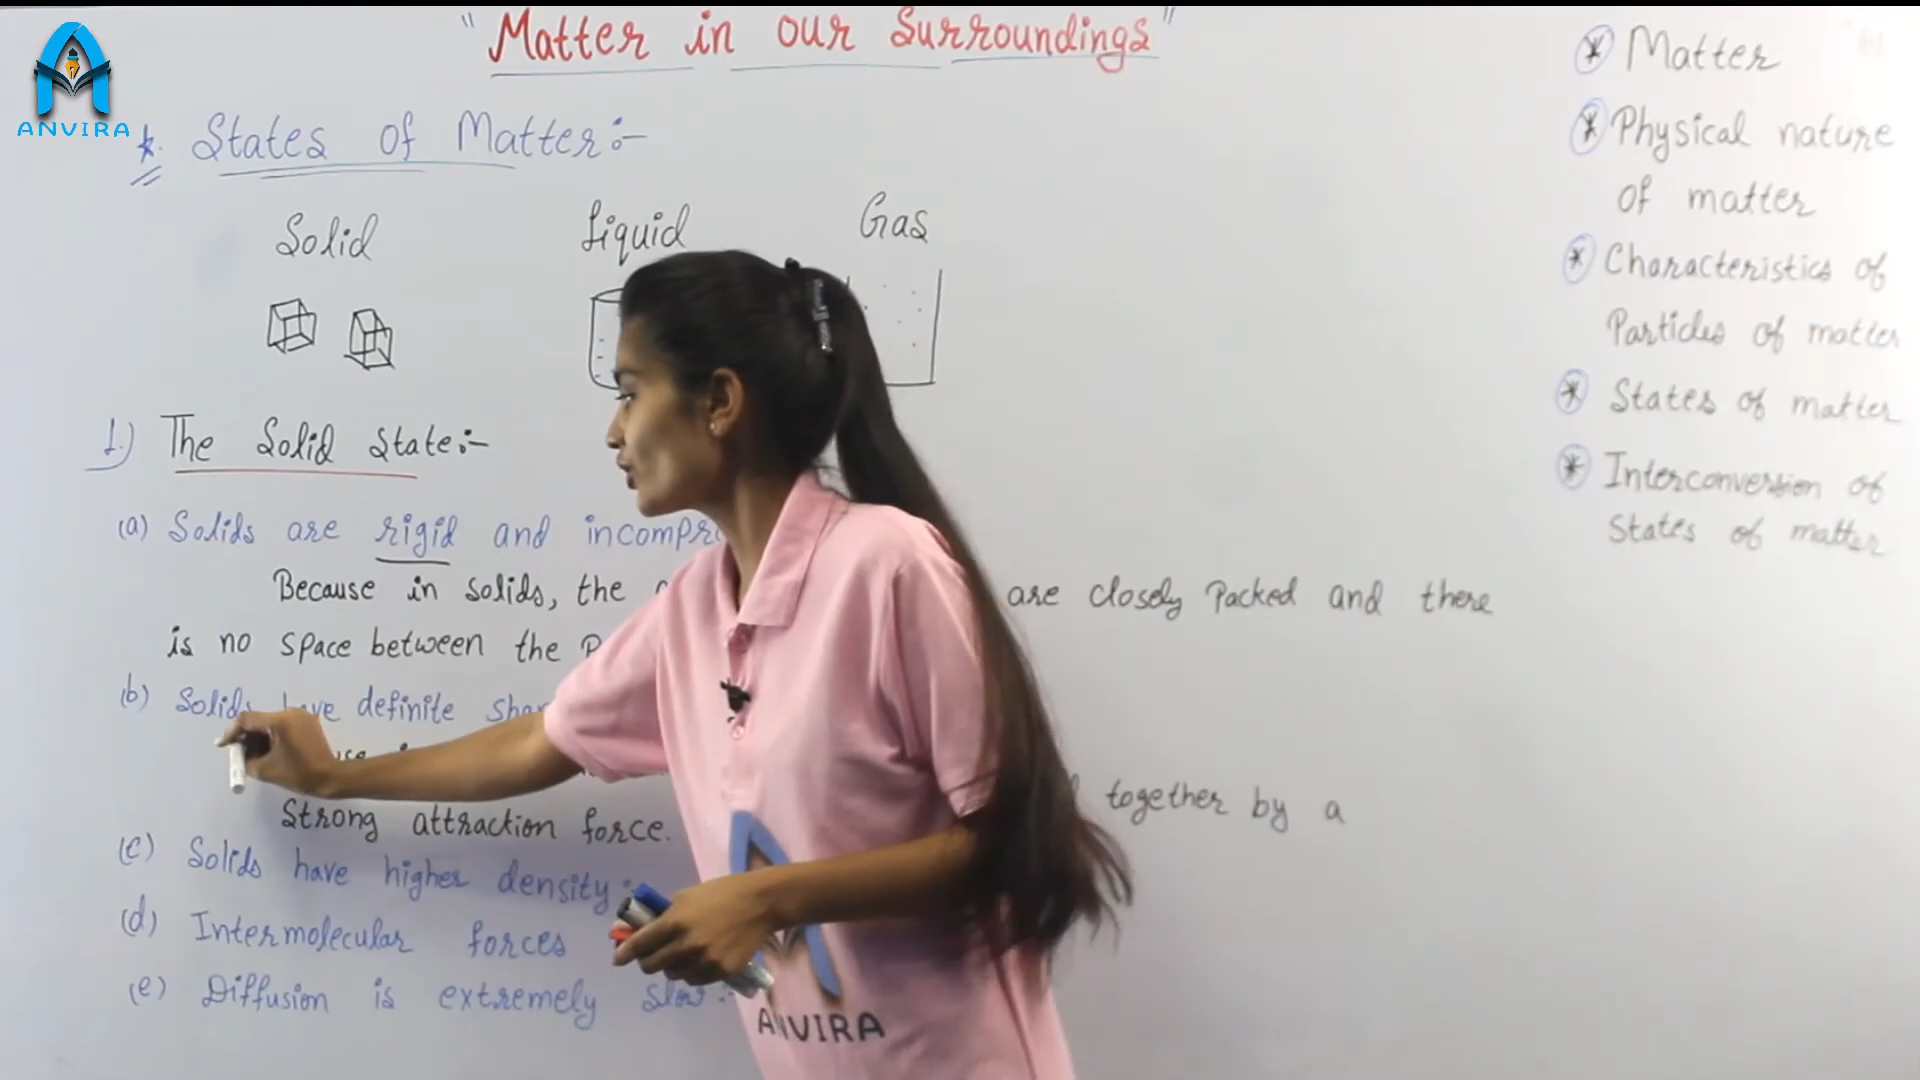 ANVIRA
"Matter in our Surroundings"
*. States of Matter:-
Solid
Liquid
Gas
1.) The Solid State:-
(a) Solids are rigid and
Because in solids, the are closely Packed and there
is no space between the
(b) Solids have definite
together by a
Strong attraction force.
(c) Solids have higher density
(d) Intermolecular forces
(e) Diffusion is extremely slow:-
* Matter
* Physical nature
of matter
* Characteristics of
Particles of matter
* States of matter
* Interconversion of
States of matter
ANVIRA